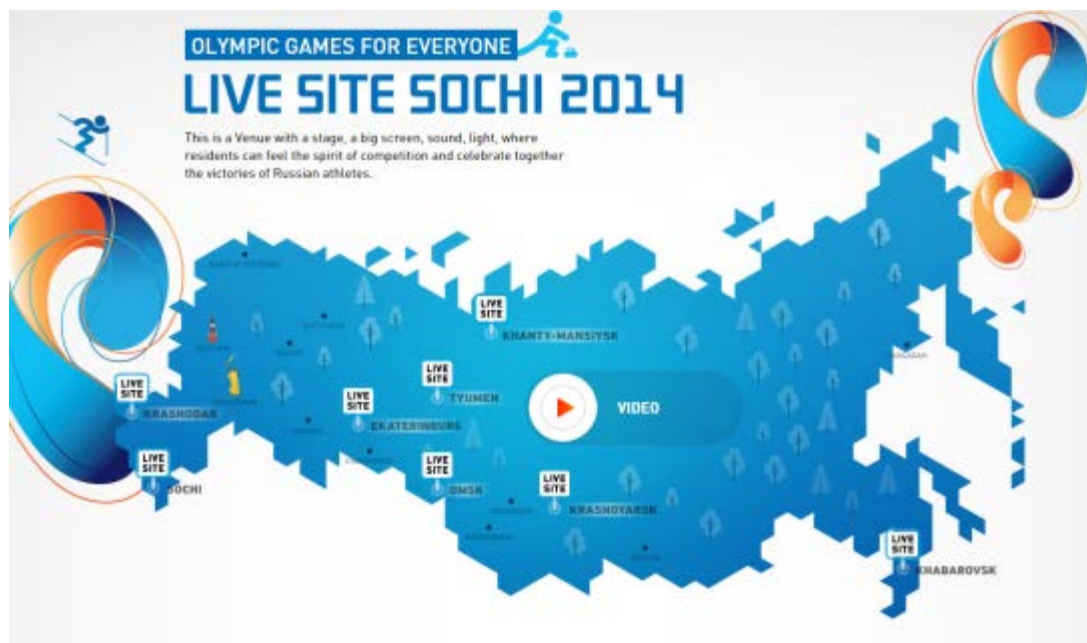 OLYMPIC GAMES FOR EVERYONE
LIVE SITE SOCHI 2014
This is a Venue with a stage, a big screen, sound, light, where
residents can feel the spirit of competition and celebrate together
the victories of Russian athletes.
LIVE
SITE
KHANTY-MANSIYSK
LIVE
SITE
TYUMEN
LIVE
SITE
KRASNODAR
LIVE
SITE
EKATERINBURG
VIDEO
LIVE
SITE
SOCHI
LIVE
SITE
OMSK
LIVE
SITE
KRASNOYARSK
LIVE
SITE
KHABAROVSK